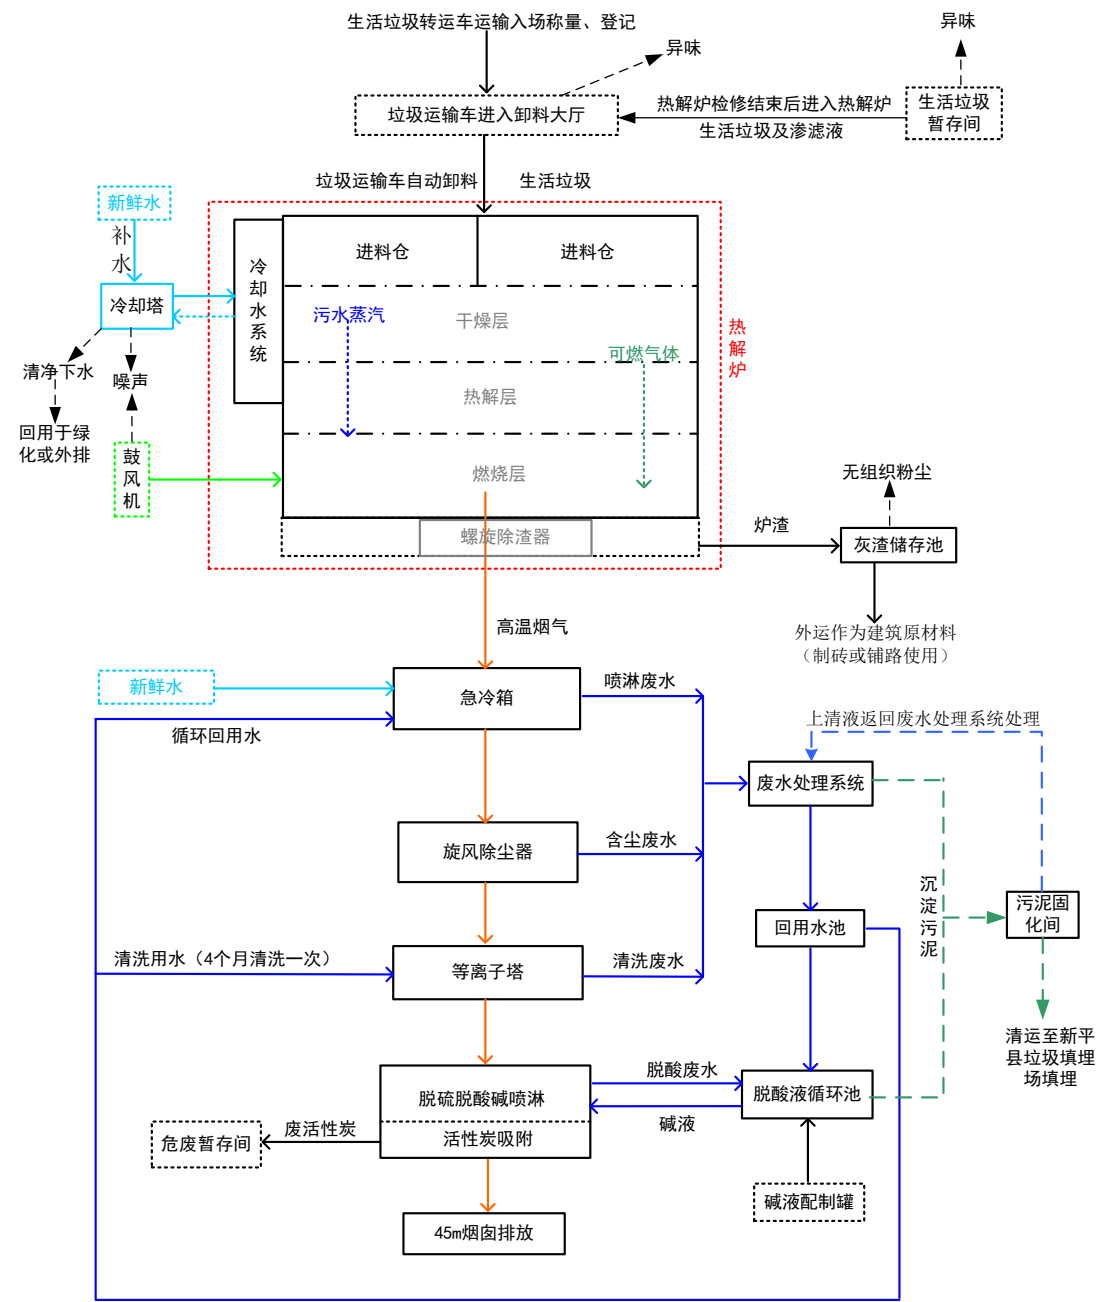 生活垃圾转运车运输入场称量、登记
异味
异味
垃圾运输车进入卸料大厅
热解炉检修结束后进入热解炉
生活垃圾及渗滤液
生活垃圾
暂存间
垃圾运输车自动卸料
生活垃圾
新鲜水
补
水
冷却塔
清净下水
回用于绿
化或外排
噪声
鼓
风
机
冷
却
水
系
统
进料仓
进料仓
污水蒸汽
干燥层
可燃气体
热解层
燃烧层
螺旋除渣器
热
解
炉
无组织粉尘
炉渣
灰渣储存池
外运作为建筑原材料
（制砖或铺路使用）
高温烟气
新鲜水
急冷箱
喷淋废水
循环回用水
上清液返回废水处理系统处理
废水处理系统
旋风除尘器
含尘废水
沉
淀
污
泥
污泥固
化间
回用水池
清洗用水（4个月清洗一次）
等离子塔
清洗废水
清运至新平
县垃圾填埋
场填埋
脱硫脱酸碱喷淋
活性炭吸附
脱酸废水
碱液
脱酸液循环池
废活性炭
危废暂存间
碱液配制罐
45m烟囱排放